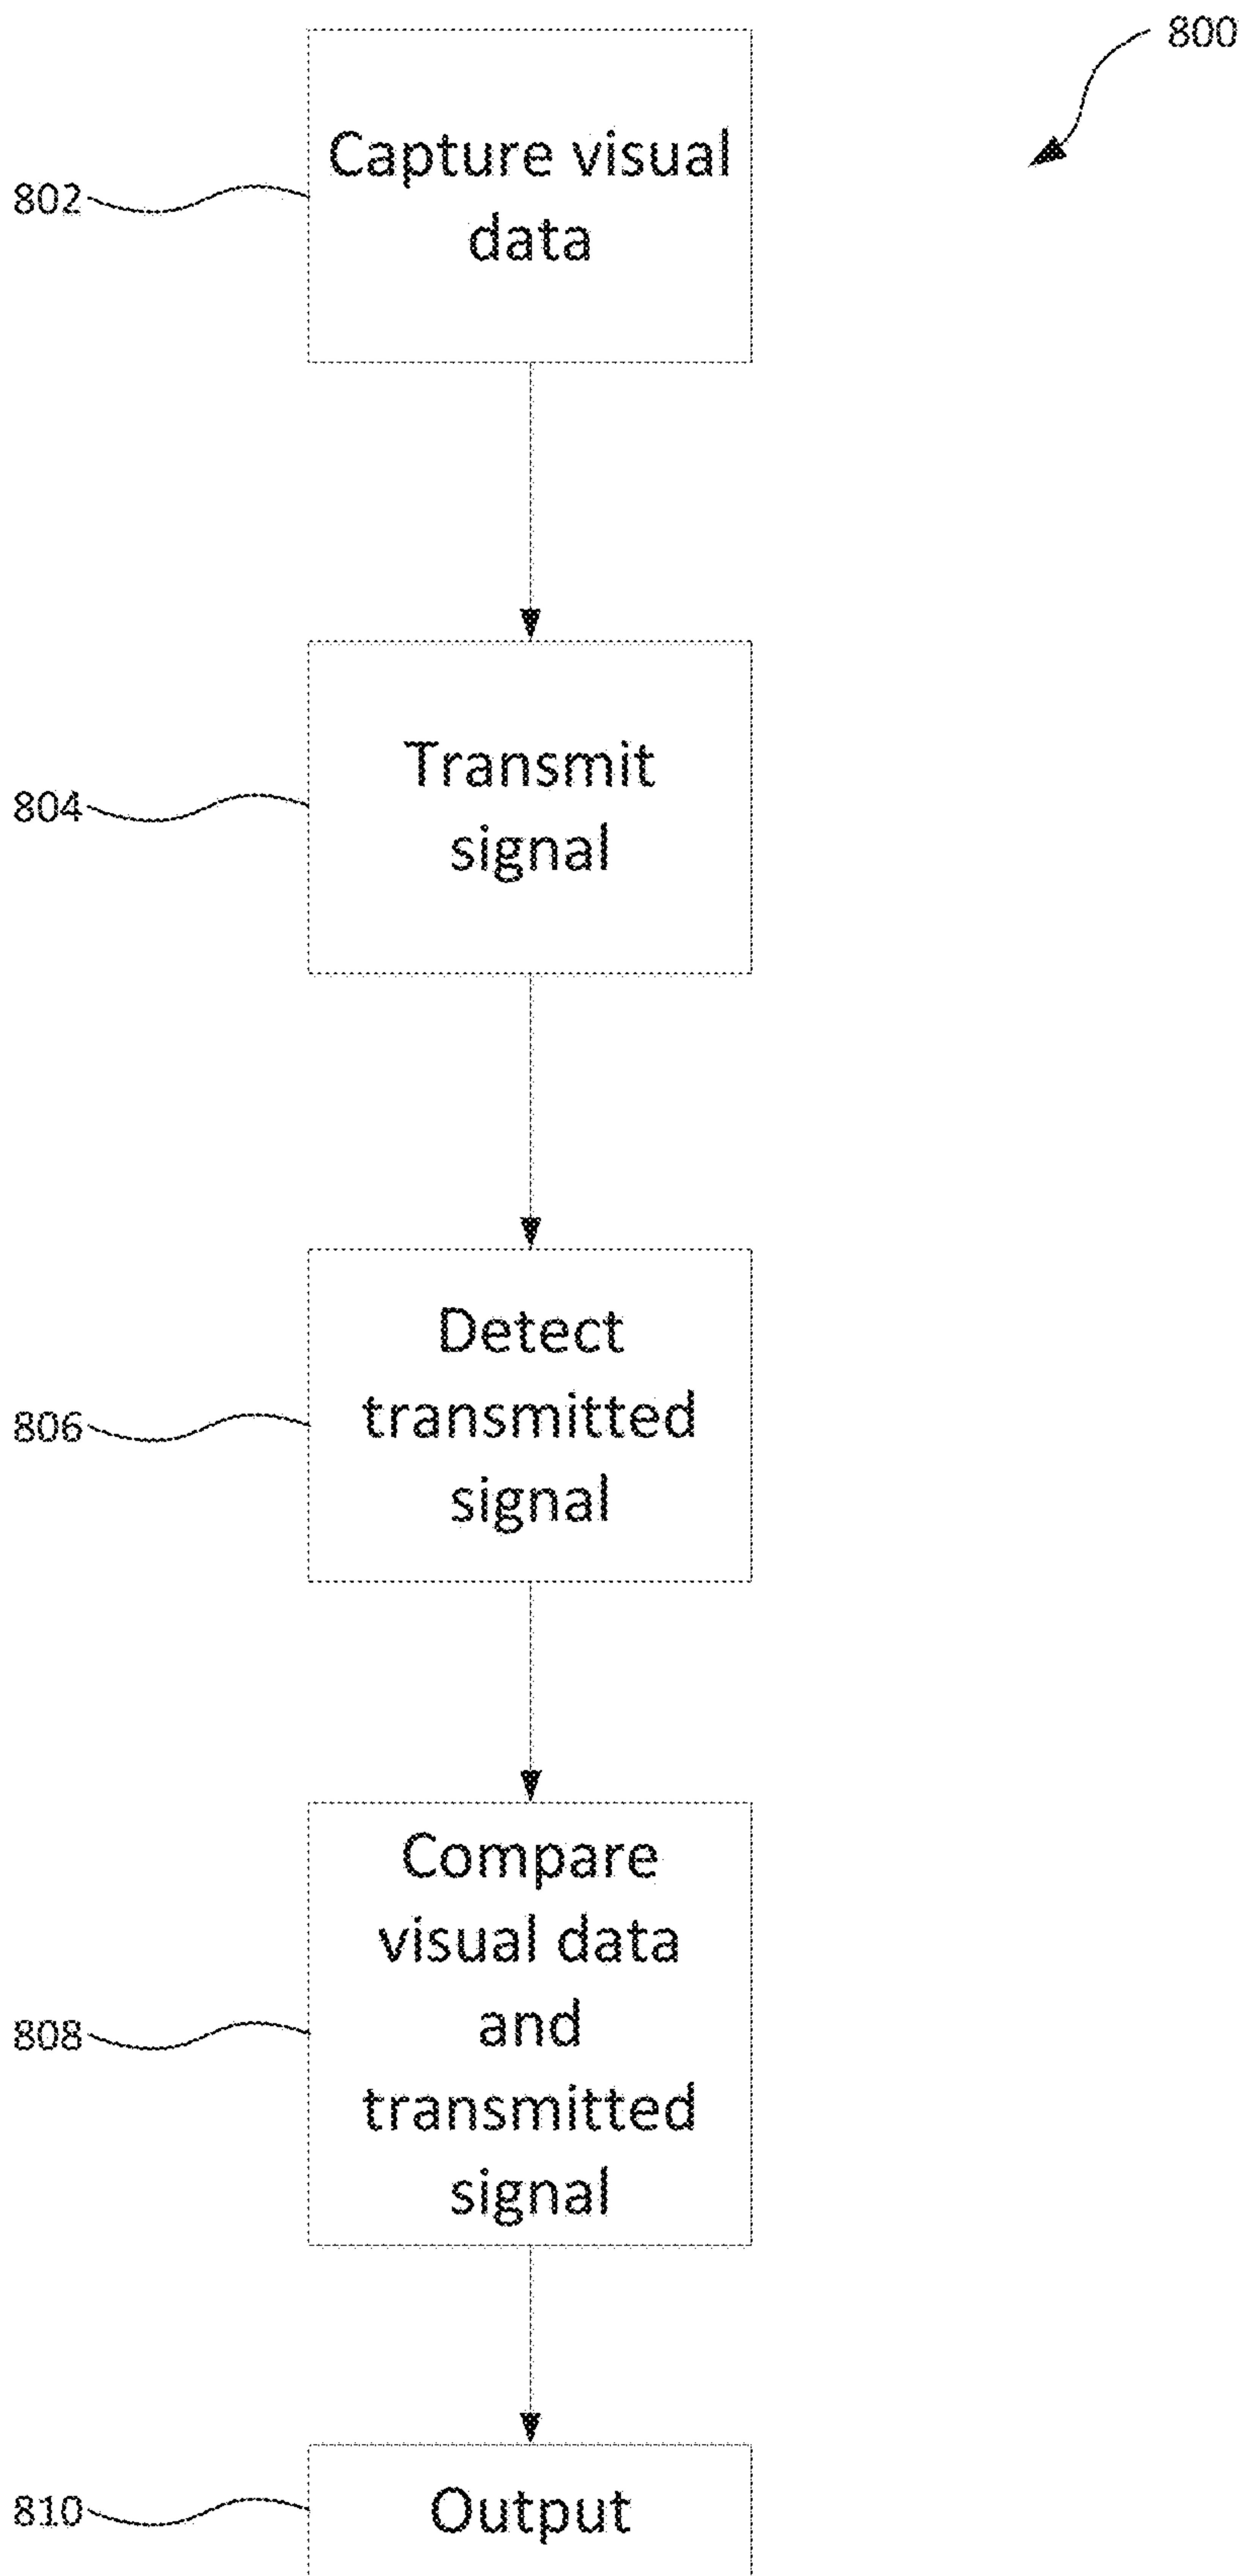 800
Capture visual
data
802
Transmit
signal
804
Detect
transmitted
signal
806
Compare
visual data
and
transmitted
signal
808
Output
810